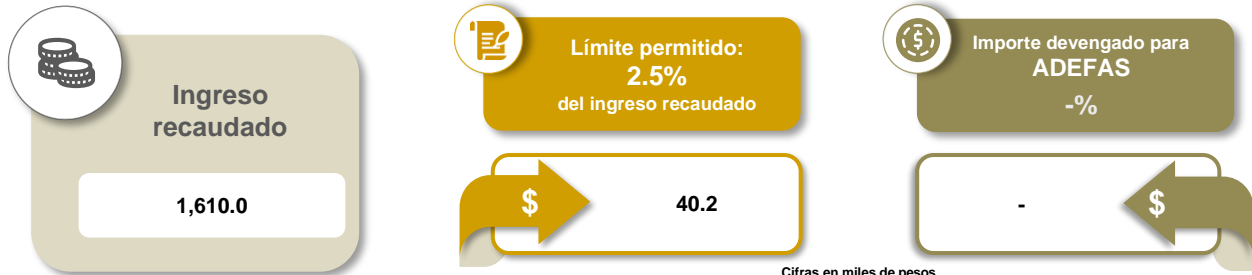 Ingreso
recaudado
1,610.0
Límite permitido:
2.5%
del ingreso recaudado
$
40.2
Importe devengado para
ADEFAS
-%
-
$
Cifras en miles de pesos